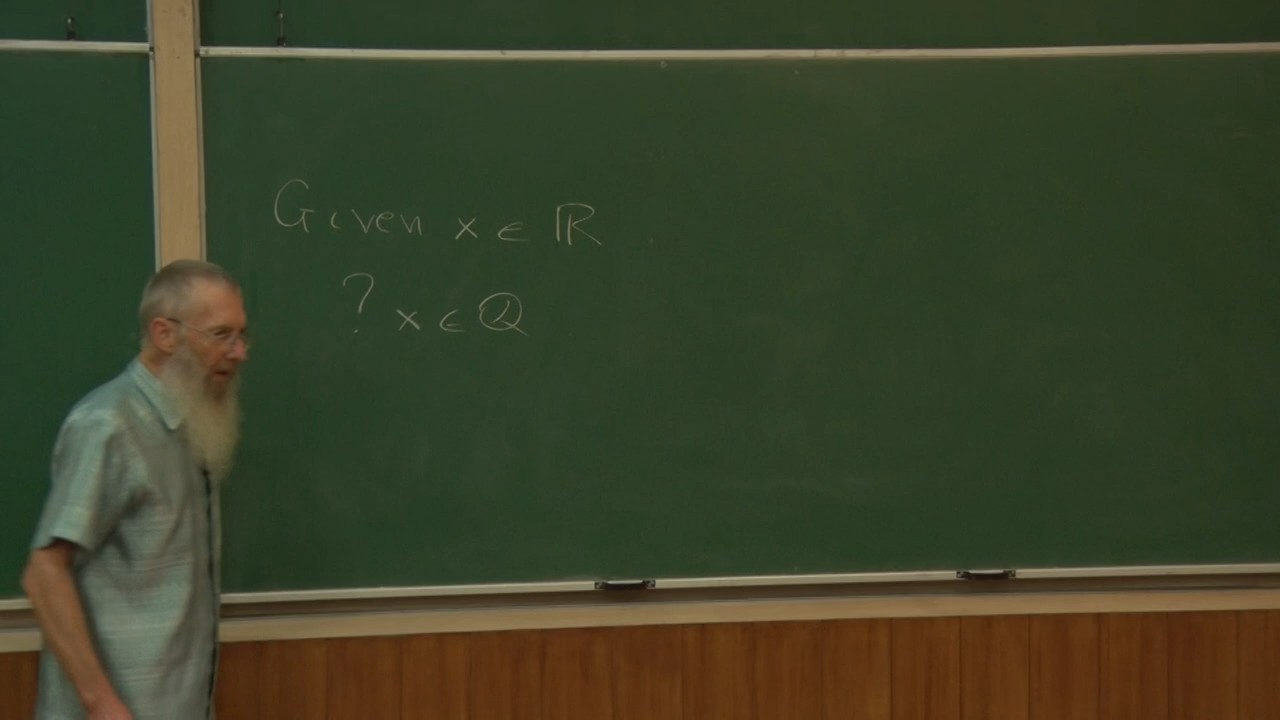 Given x ∈ ℝ
? x ∈ ℚ